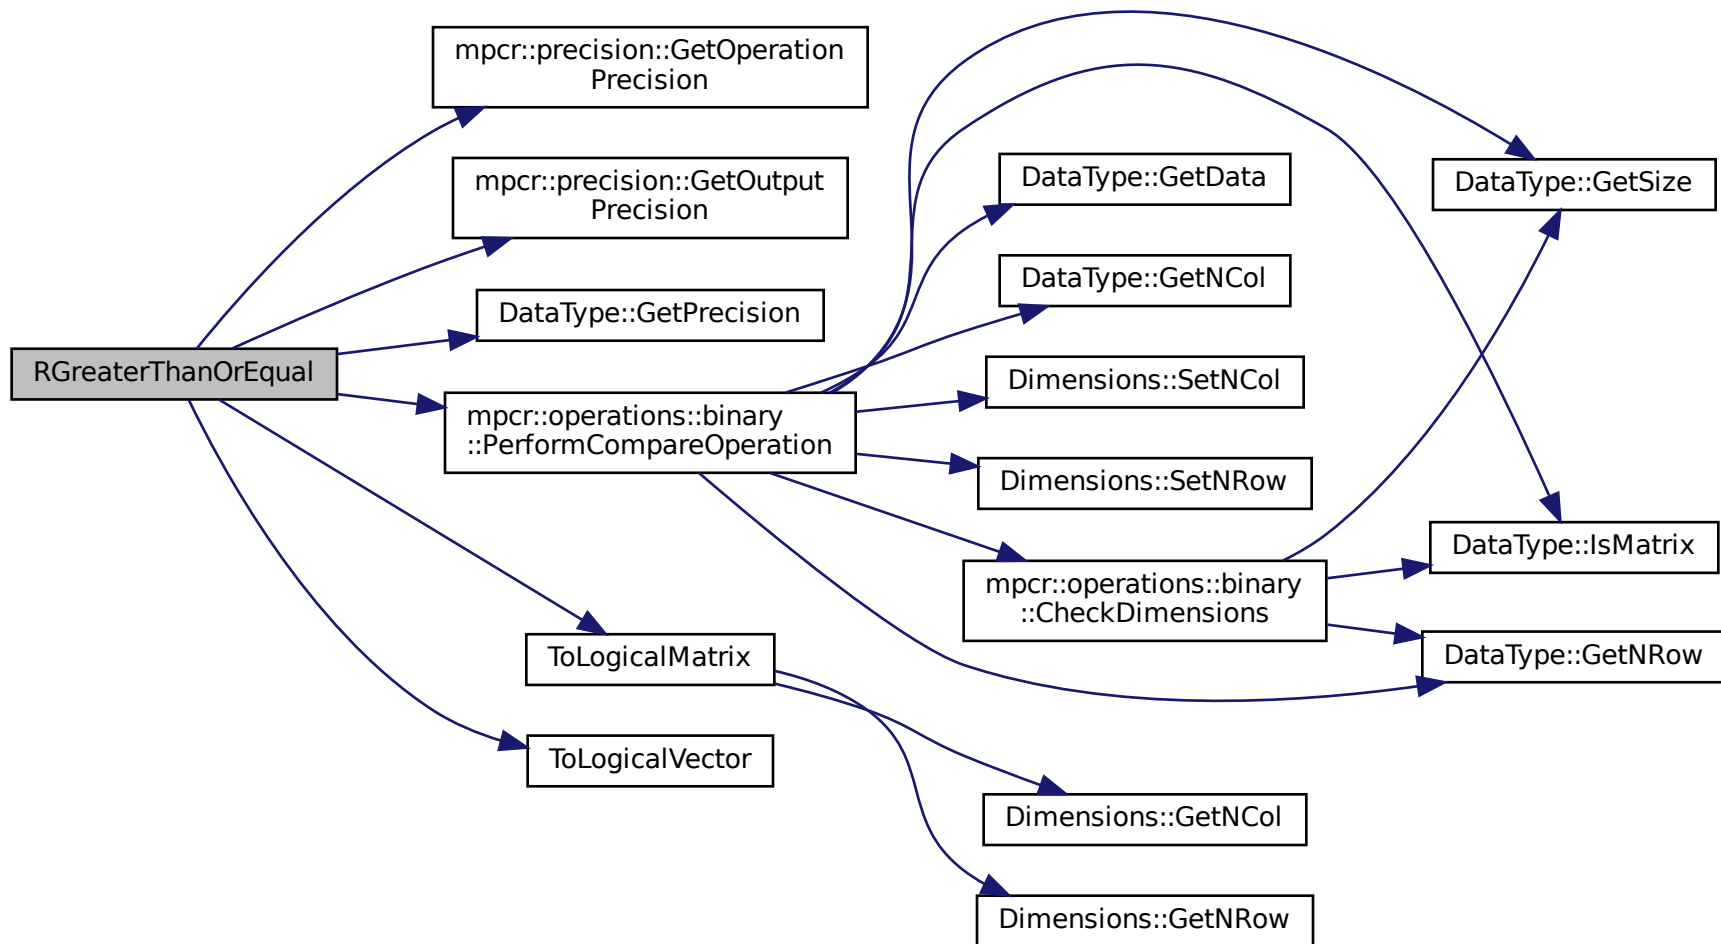 mpcr::precision::GetOperation
Precision
mpcr::precision::GetOutput
Precision
DataType::GetPrecision
RGreaterThanOrEqual
mpcr::operations::binary
::PerformCompareOperation
ToLogicalMatrix
ToLogicalVector
DataType::GetData
DataType::GetNCol
Dimensions::SetNCol
Dimensions::SetNRow
mpcr::operations::binary
::CheckDimensions
Dimensions::GetNCol
Dimensions::GetNRow
DataType::GetSize
DataType::IsMatrix
DataType::GetNRow